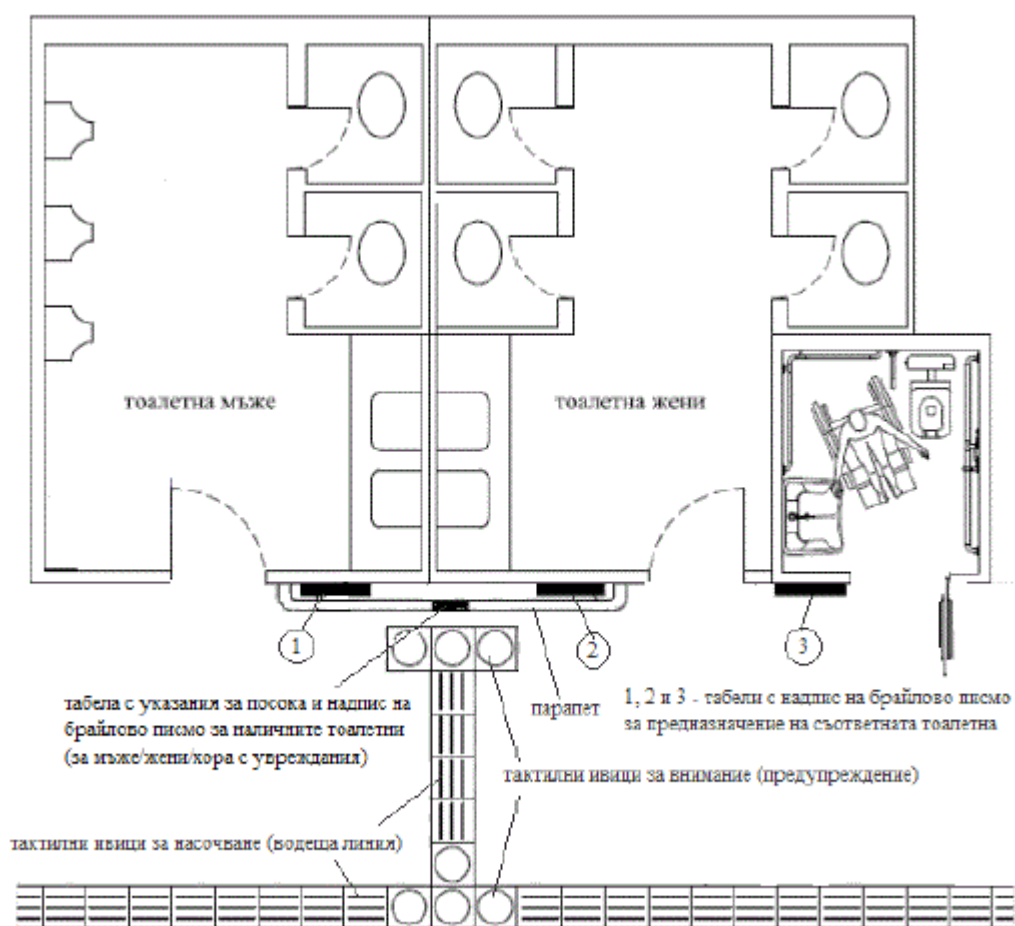 тоалетна мъже
тоалетна жени
1
2
3
табела с указания за посока и надпис на
брайлово писмо за наличните тоалетни
(за мъже/жени/хора с увреждания)
парапет
1, 2 и 3 - табели с надпис на брайлово писмо
за предназначение на съответната тоалетна
тактилни ивици за внимание (предупреждение)
тактилни ивици за насочване (водеща линия)